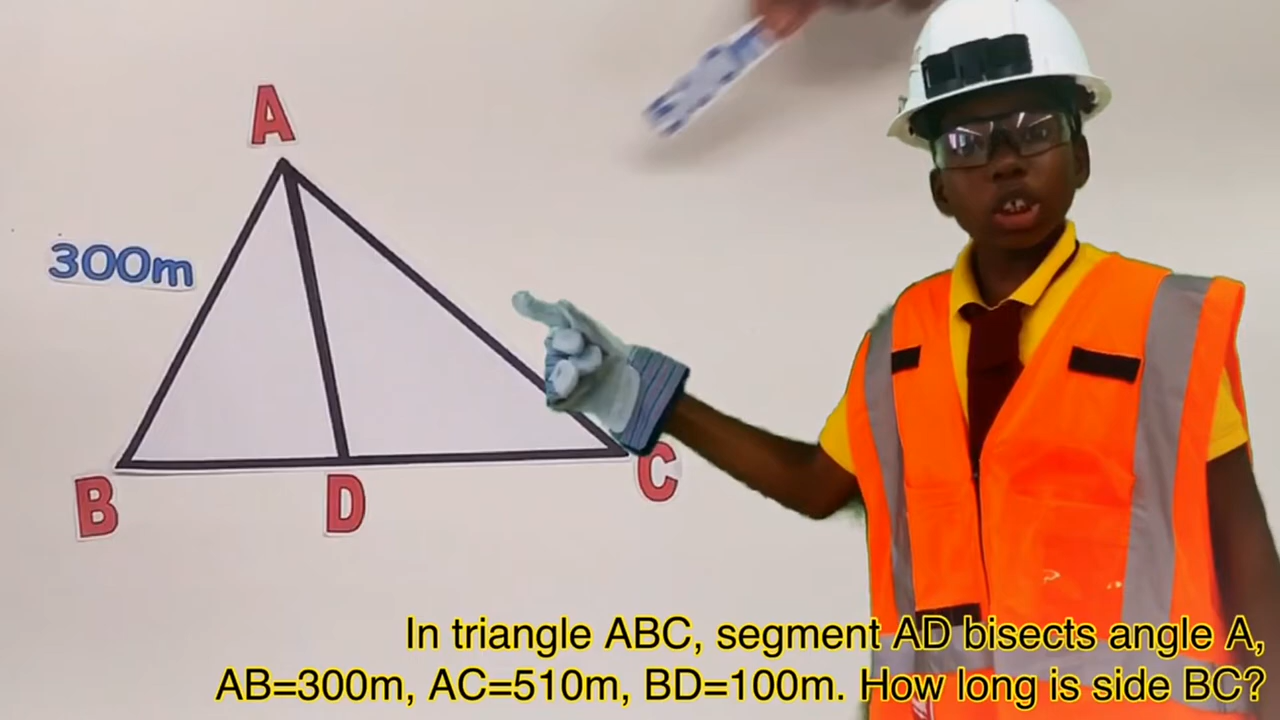 A
300m
B
D
C
In triangle ABC, segment AD bisects angle A,
AB=300m, AC=510m, BD=100m. How long is side BC?